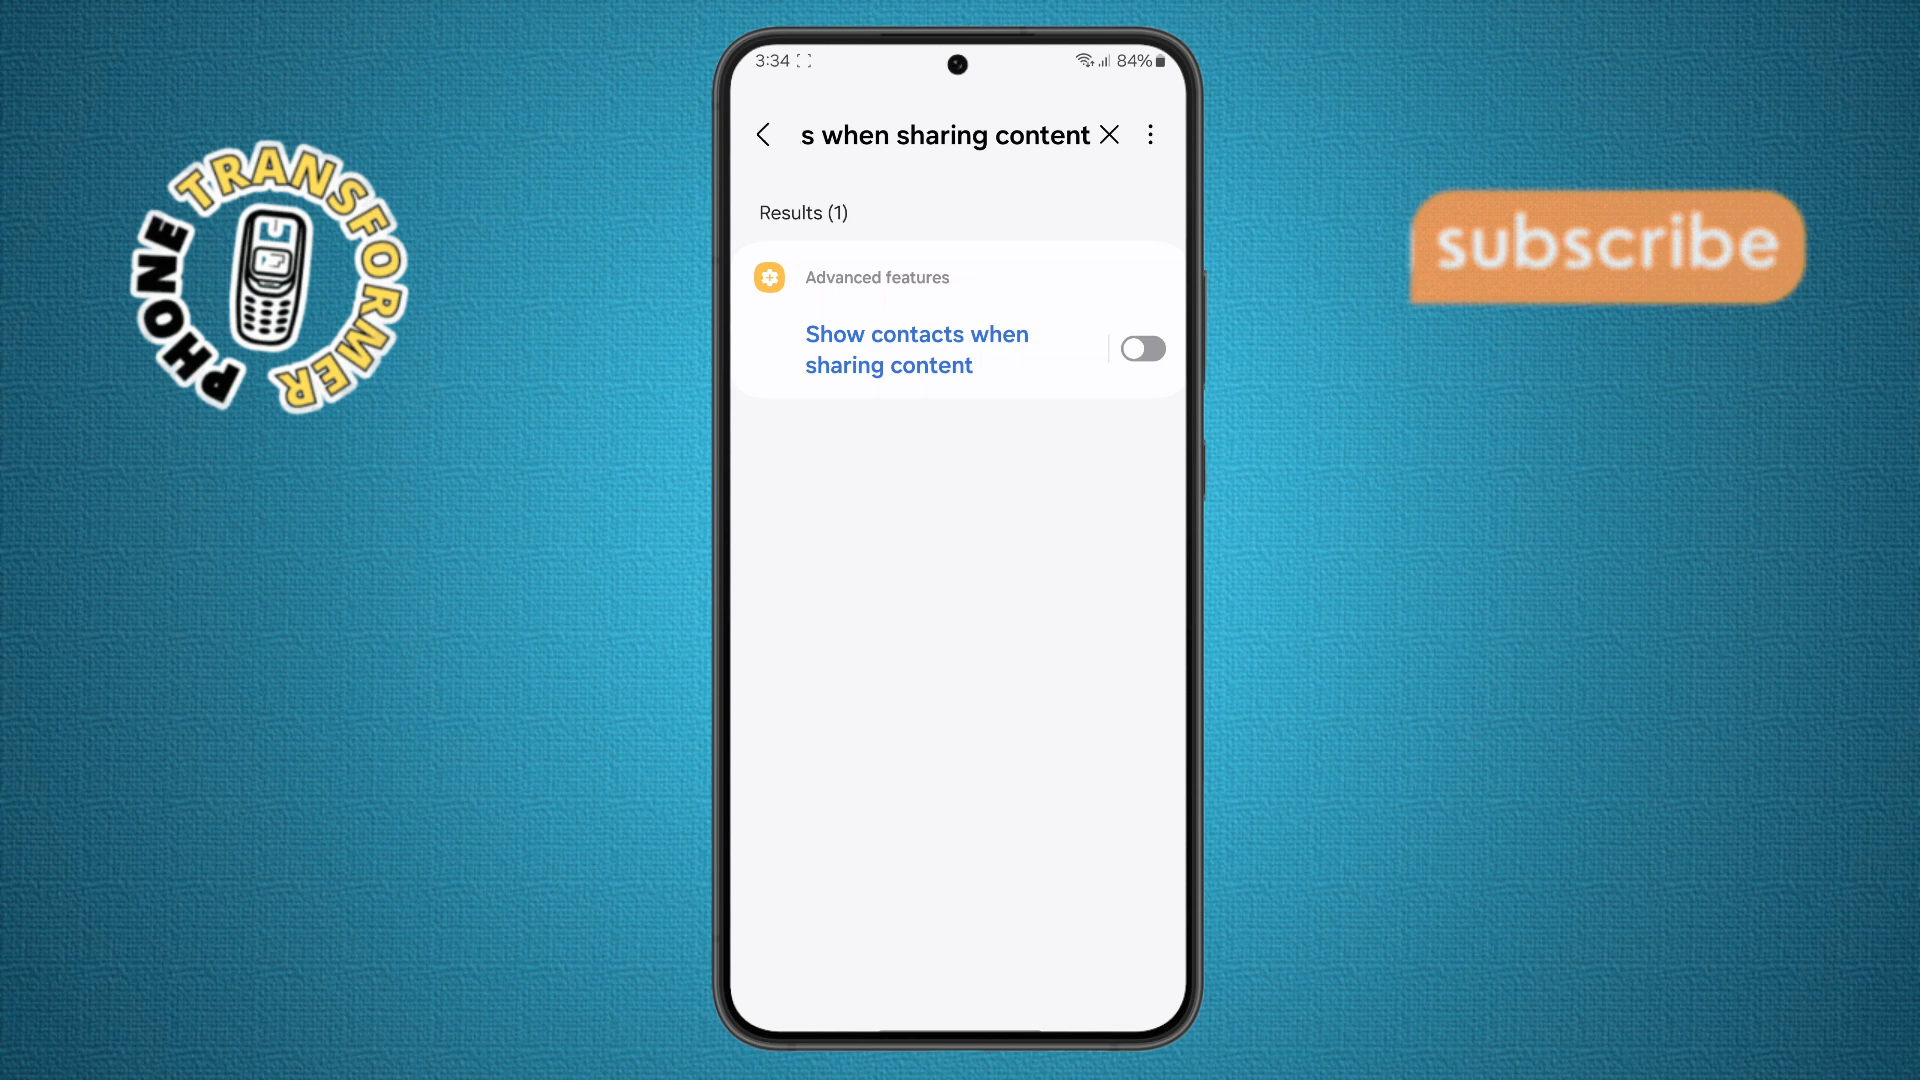 PHONE TRANSFORMER
3:34
84%
s when sharing content
Results (1)
Advanced features
Show contacts when
sharing content
subscribe